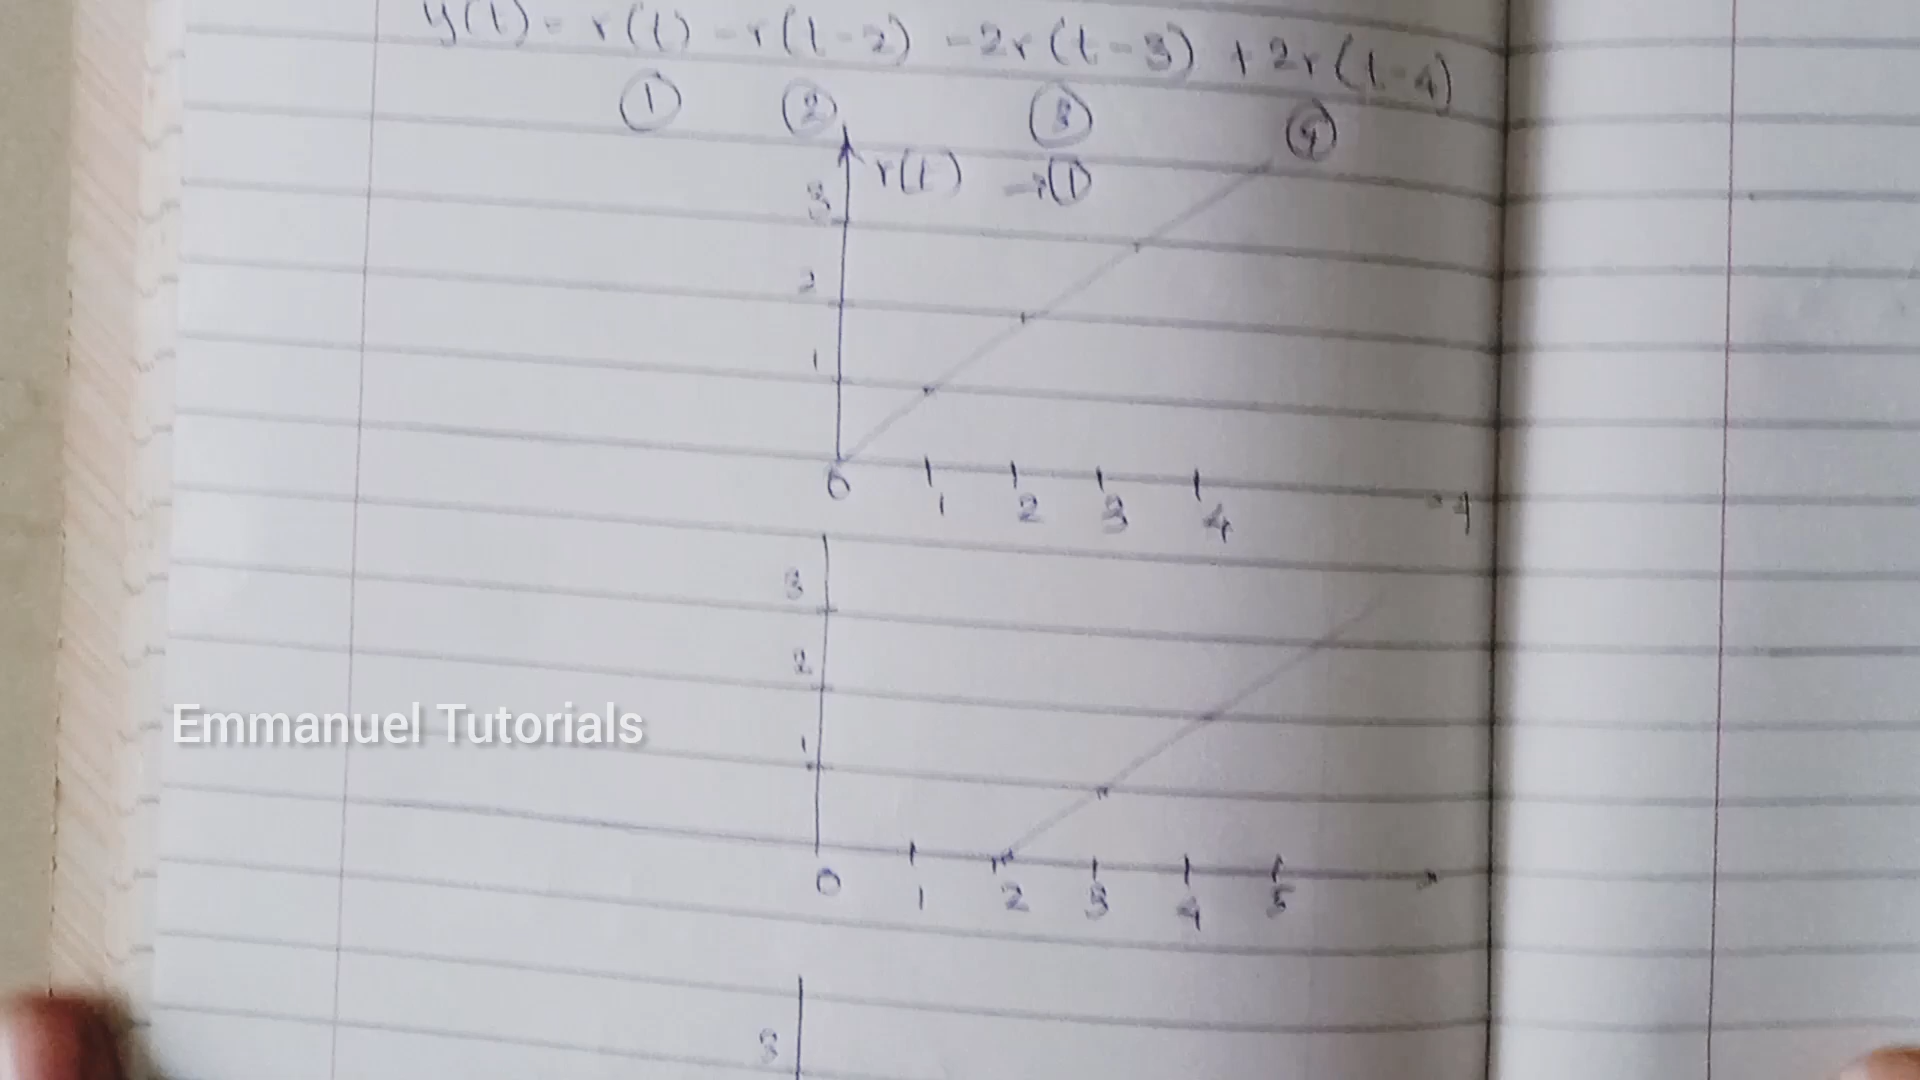 y(t) = r(t) - r(t-2) - 2r(t-3) + 2r(t-4)
① ② ③ ④
r(t) -①
3
2
1
0 1 2 3 4
3
2
1
0 1 2 3 4 5
Emmanuel Tutorials
3